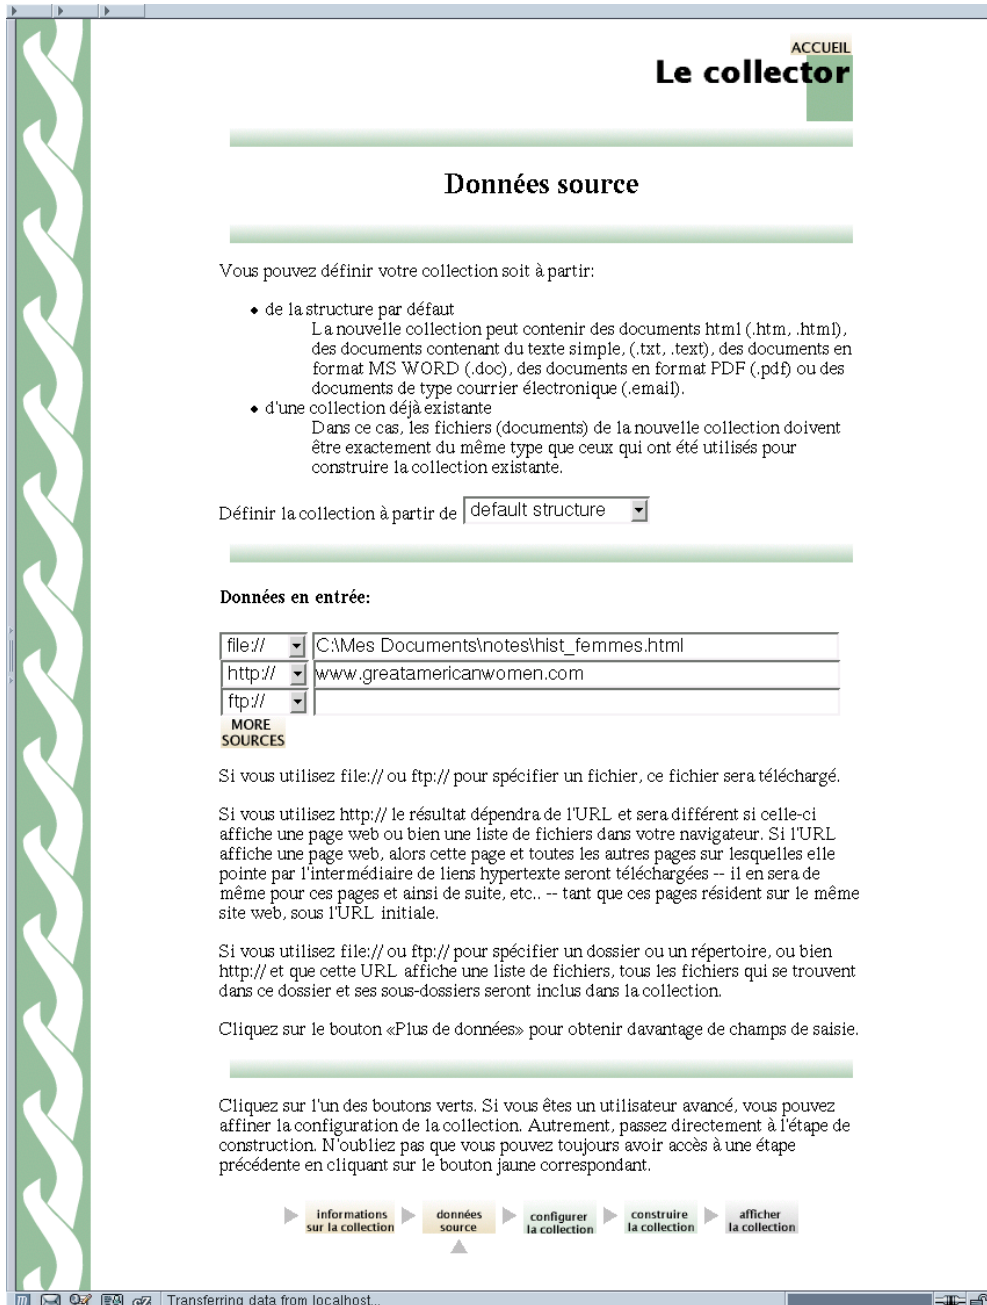 ACCUEIL
Le collector
Données source
Vous pouvez définir votre collection soit à partir:
• de la structure par défaut
La nouvelle collection peut contenir des documents html (.htm, .html),
des documents contenant du texte simple, (.txt, .text), des documents en
format MS WORD (.doc), des documents en format PDF (.pdf) ou des
documents de type courrier électronique (.email).
• d'une collection déjà existante
Dans ce cas, les fichiers (documents) de la nouvelle collection doivent
être exactement du même type que ceux qui ont été utilisés pour
construire la collection existante.
Définir la collection à partir de default structure
Données en entrée:
file:// C:\Mes Documents\notes\hist_femmes.html
http:// www.greatamericanwomen.com
ftp://
MORE
SOURCES
Si vous utilisez file:// ou ftp:// pour spécifier un fichier, ce fichier sera téléchargé.
Si vous utilisez http:// le résultat dépendra de l'URL et sera différent si celle-ci
affiche une page web ou bien une liste de fichiers dans votre navigateur. Si l'URL
affiche une page web, alors cette page et toutes les autres pages sur lesquelles elle
pointe par l'intermédiaire de liens hypertexte seront téléchargées -- il en sera de
même pour ces pages et ainsi de suite, etc.. -- tant que ces pages résident sur le même
site web, sous l'URL initiale.
Si vous utilisez file:// ou ftp:// pour spécifier un dossier ou un répertoire, ou bien
http:// et que cette URL affiche une liste de fichiers, tous les fichiers qui se trouvent
dans ce dossier et ses sous-dossiers seront inclus dans la collection.
Cliquez sur le bouton «Plus de données» pour obtenir davantage de champs de saisie.
Cliquez sur l'un des boutons verts. Si vous êtes un utilisateur avancé, vous pouvez
affiner la configuration de la collection. Autrement, passez directement à l'étape de
construction. N'oubliez pas que vous pouvez toujours avoir accès à une étape
précédente en cliquant sur le bouton jaune correspondant.
informations sur la collection
données source
configurer la collection
construire la collection
afficher la collection
Transferring data from localhost...